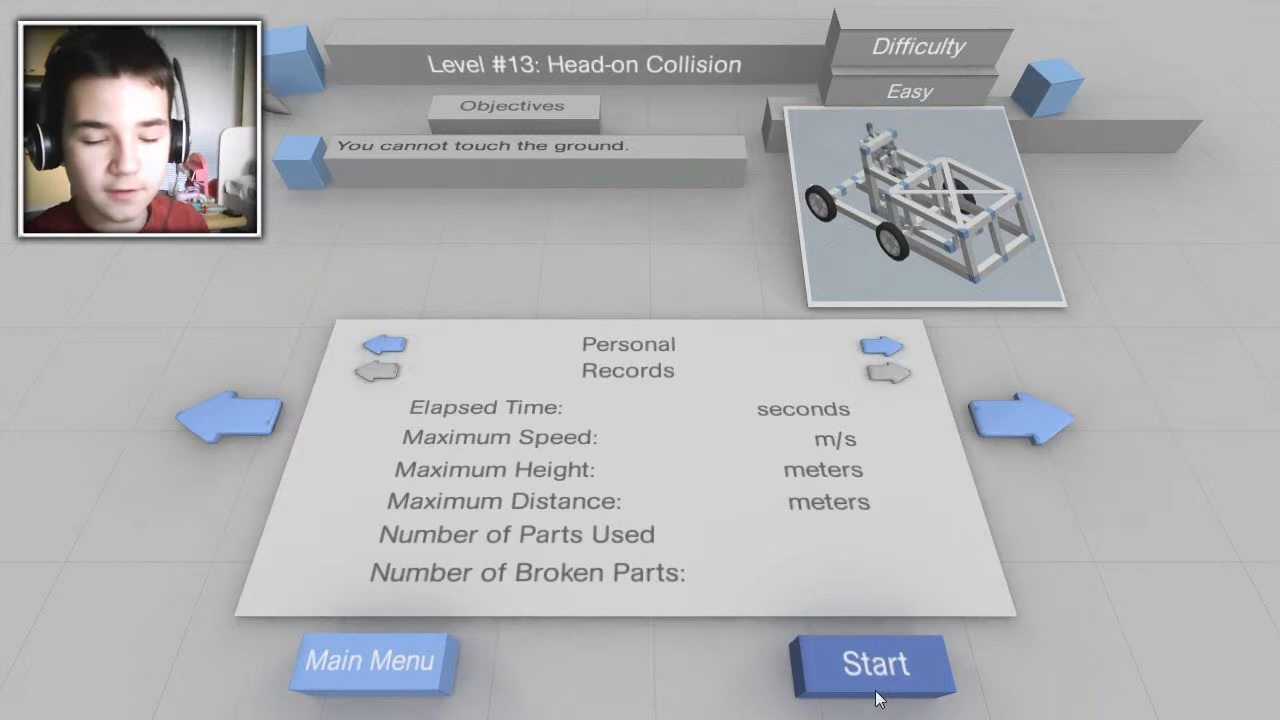 Level #13: Head-on Collision
Difficulty
Easy
Objectives
You cannot touch the ground.
Personal
Records
Elapsed Time: seconds
Maximum Speed: m/s
Maximum Height: meters
Maximum Distance: meters
Number of Parts Used
Number of Broken Parts:
Main Menu
Start